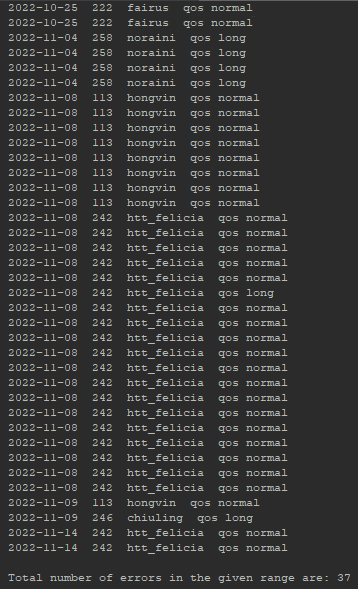 2022-10-25  222  fairus  qos normal
2022-10-25  222  fairus  qos normal
2022-11-04  258  noraini  qos long
2022-11-04  258  noraini  qos long
2022-11-04  258  noraini  qos long
2022-11-04  258  noraini  qos long
2022-11-08  113  hongvin  qos normal
2022-11-08  113  hongvin  qos normal
2022-11-08  113  hongvin  qos normal
2022-11-08  113  hongvin  qos normal
2022-11-08  113  hongvin  qos normal
2022-11-08  113  hongvin  qos normal
2022-11-08  113  hongvin  qos normal
2022-11-08  113  hongvin  qos normal
2022-11-08  242  htt_felicia  qos normal
2022-11-08  242  htt_felicia  qos normal
2022-11-08  242  htt_felicia  qos normal
2022-11-08  242  htt_felicia  qos normal
2022-11-08  242  htt_felicia  qos normal
2022-11-08  242  htt_felicia  qos long
2022-11-08  242  htt_felicia  qos normal
2022-11-08  242  htt_felicia  qos normal
2022-11-08  242  htt_felicia  qos normal
2022-11-08  242  htt_felicia  qos normal
2022-11-08  242  htt_felicia  qos normal
2022-11-08  242  htt_felicia  qos normal
2022-11-08  242  htt_felicia  qos normal
2022-11-08  242  htt_felicia  qos normal
2022-11-08  242  htt_felicia  qos normal
2022-11-08  242  htt_felicia  qos normal
2022-11-08  242  htt_felicia  qos normal
2022-11-08  242  htt_felicia  qos normal
2022-11-08  242  htt_felicia  qos normal
2022-11-09  113  hongvin  qos normal
2022-11-09  246  chiuling  qos long
2022-11-14  242  htt_felicia  qos normal
2022-11-14  242  htt_felicia  qos normal
Total number of errors in the given range are: 37